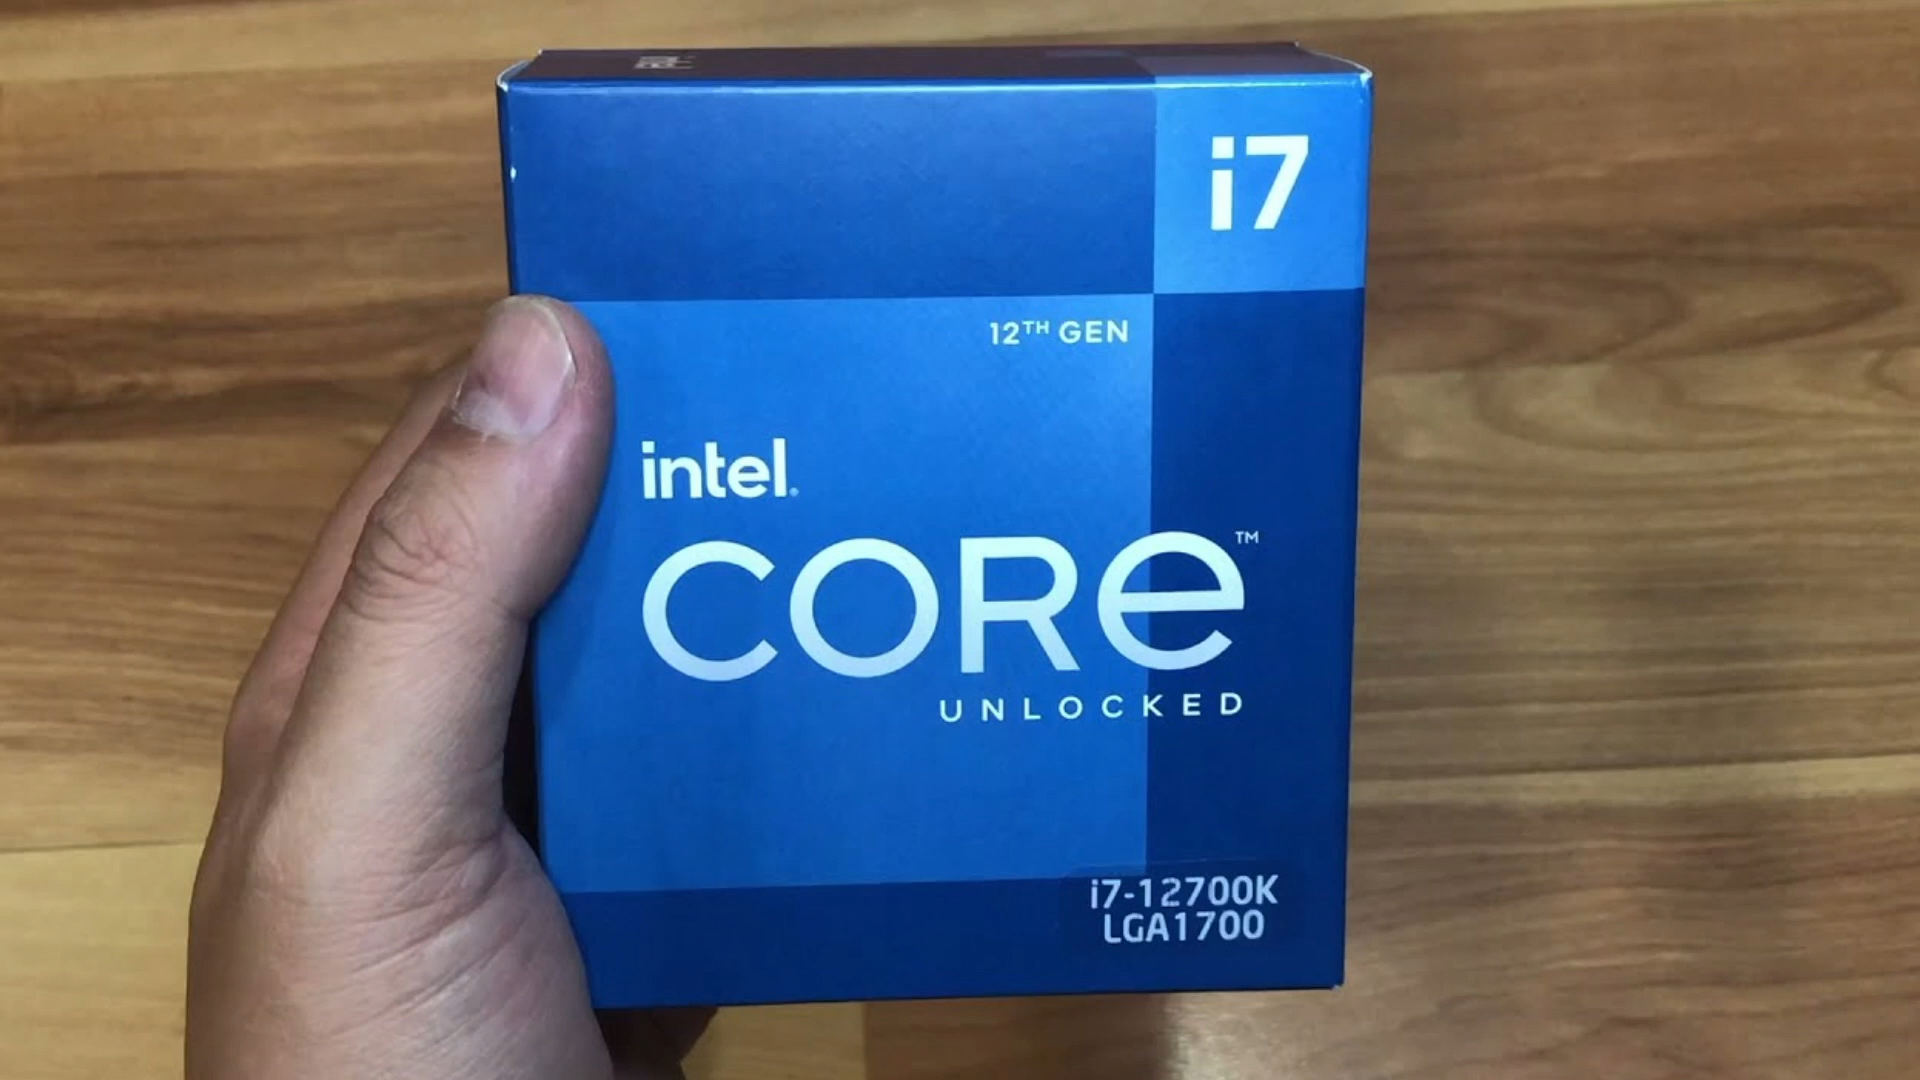 i7
12TH GEN
intel.
CORe™
UNLOCKED
i7-12700K
LGA1700